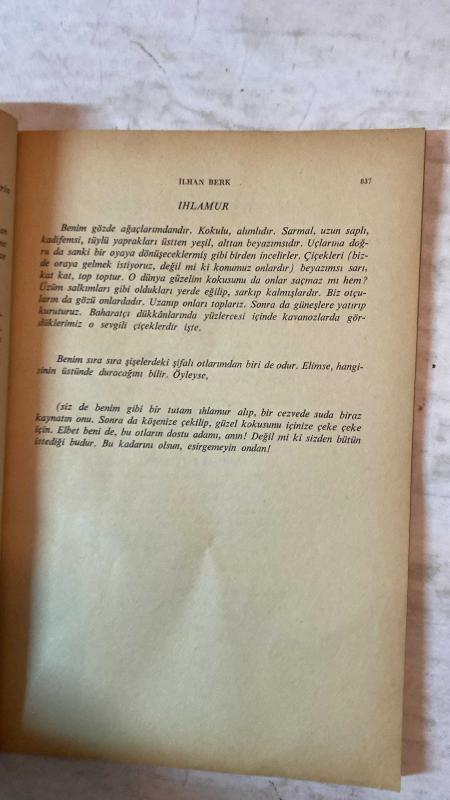 İLHAN BERK 837
IHLAMUR
Benim gözde ağaçlarımdandır. Kokulu, alımlıdır. Sarmal, uzun saplı,
kadifemsi, tüylü yaprakları üstten yeşil, alttan beyazımsıdır. Uçlarına doğ-
ru da sanki bir oyaya dönüşeceklermiş gibi birden incelirler. Çiçekleri (biz-
de oraya gelmek istiyoruz, değil mi ki konumuz onlardır) beyazımsı sarı,
kat kat, top toptur. O dünya güzelim kokusunu da onlar saçmaz mı hem?
Üzüm salkımları gibi oldukları yerde eğilip, sarkıp kalmışlardır. Biz otçu-
ların da gözü onlardadır. Uzanıp onları toplarız. Sonra da güneşlere yatırıp
kuruturuz. Baharatçı dükkânlarında yüzlercesi içinde kavanozlarda gör-
düklerimiz o sevgili çiçeklerdir işte.
Benim sıra sıra şişelerdeki şifalı otlarımdan biri de odur. Elimse, hangi-
sinin üstünde duracağını bilir. Öyleyse,
(siz de benim gibi bir tutam ıhlamur alıp, bir cezvede suda biraz
kaynatın onu. Sonra da köşenize çekilip, güzel kokusunu içinize çeke çeke
için. Elbet beni de, bu otların dostu adamı, anın! Değil mi ki sizden bütün
istediği budur. Bu kadarını olsun, esirgemeyin ondan!